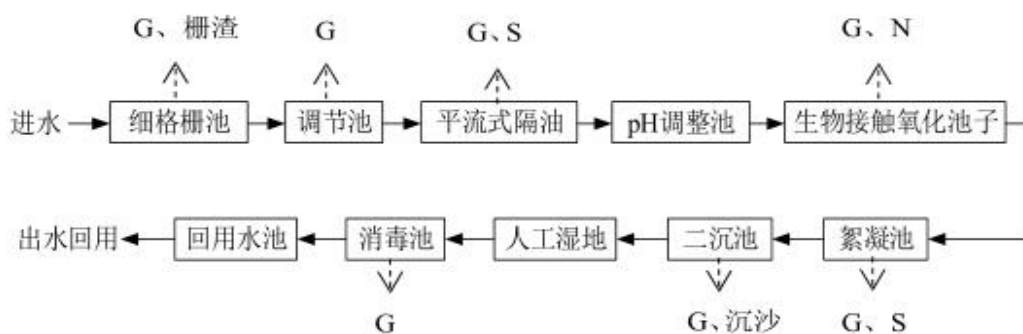 G、栅渣 G G、S G、N
进水 细格栅池 调节池 平流式隔油 pH调整池 生物接触氧化池子
出水回用 回用水池 消毒池 人工湿地 二沉池 絮凝池
G G、沉沙 G、S